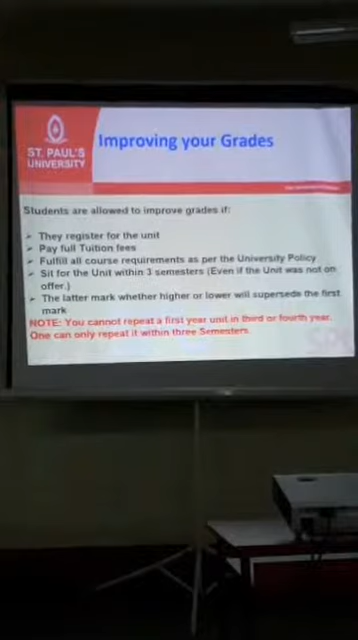 ST. PAUL'S
UNIVERSITY
Improving your Grades
Students are allowed to improve grades if:
➢ They register for the unit
➢ Pay full Tuition fees
➢ Fulfill all course requirements as per the University Policy
➢ Sit for the Unit within 3 semesters (Even if the Unit was not on
offer.)
➢ The latter mark whether higher or lower will supersede the first
mark
NOTE: You cannot repeat a first year unit in third or fourth year.
One can only repeat it within three Semesters.